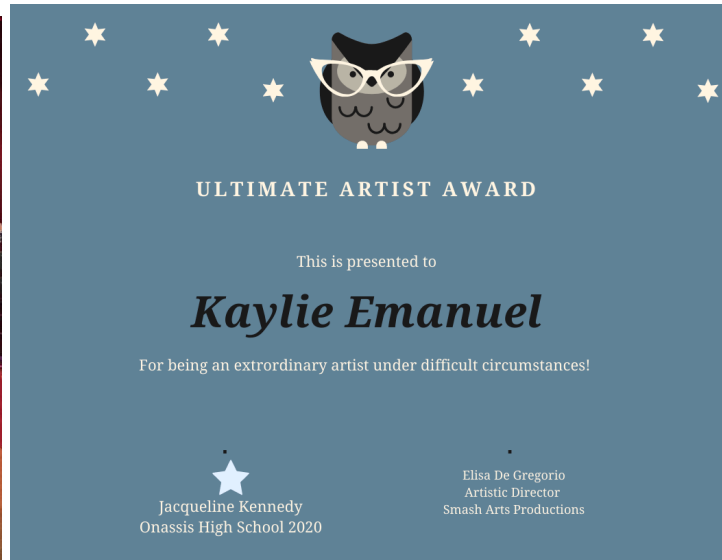 ULTIMATE ARTIST AWARD
This is presented to
Kaylie Emanuel
For being an extrordinary artist under difficult circumstances!
Jacqueline Kennedy
Onassis High School 2020
Elisa De Gregorio
Artistic Director
Smash Arts Productions